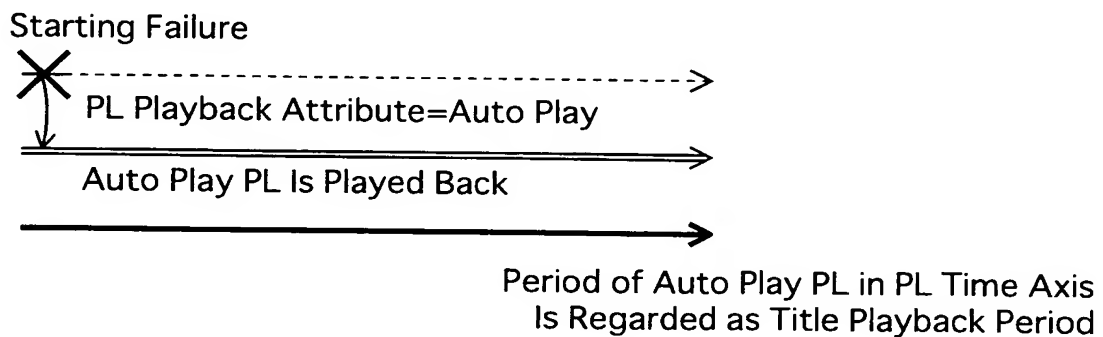 Starting Failure
PL Playback Attribute=Auto Play
Auto Play PL Is Played Back
Period of Auto Play PL in PL Time Axis
Is Regarded as Title Playback Period